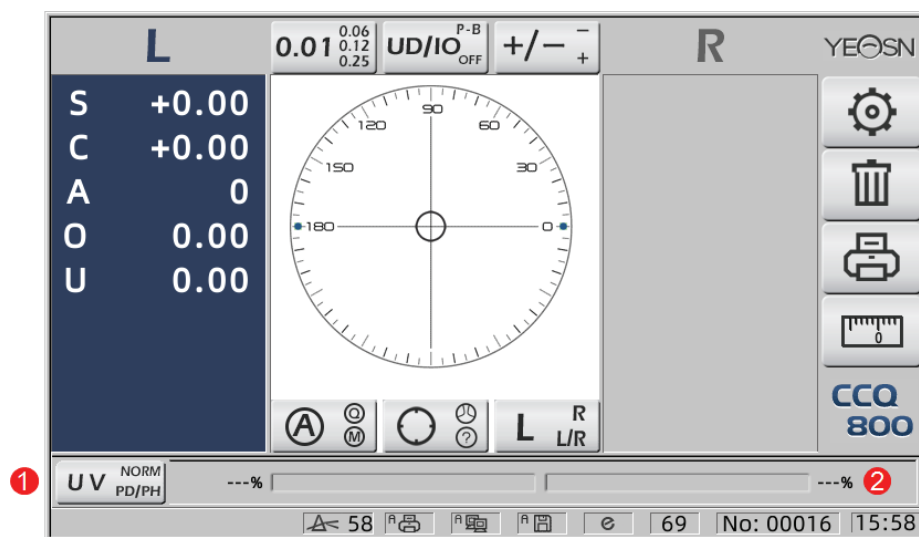 L
0.01 0.06 0.12 0.25
UD/IO P-B OFF
+/− − +
R
YEOSN
S +0.00
C +0.00
A 0
O 0.00
U 0.00
90
120 60
150 30
180 0
0
A Q M
?
L R L/R
CCQ
800
1
UV NORM PD/PH
---%
---%
2
58
A
A
A
e
69
No: 00016
15:58